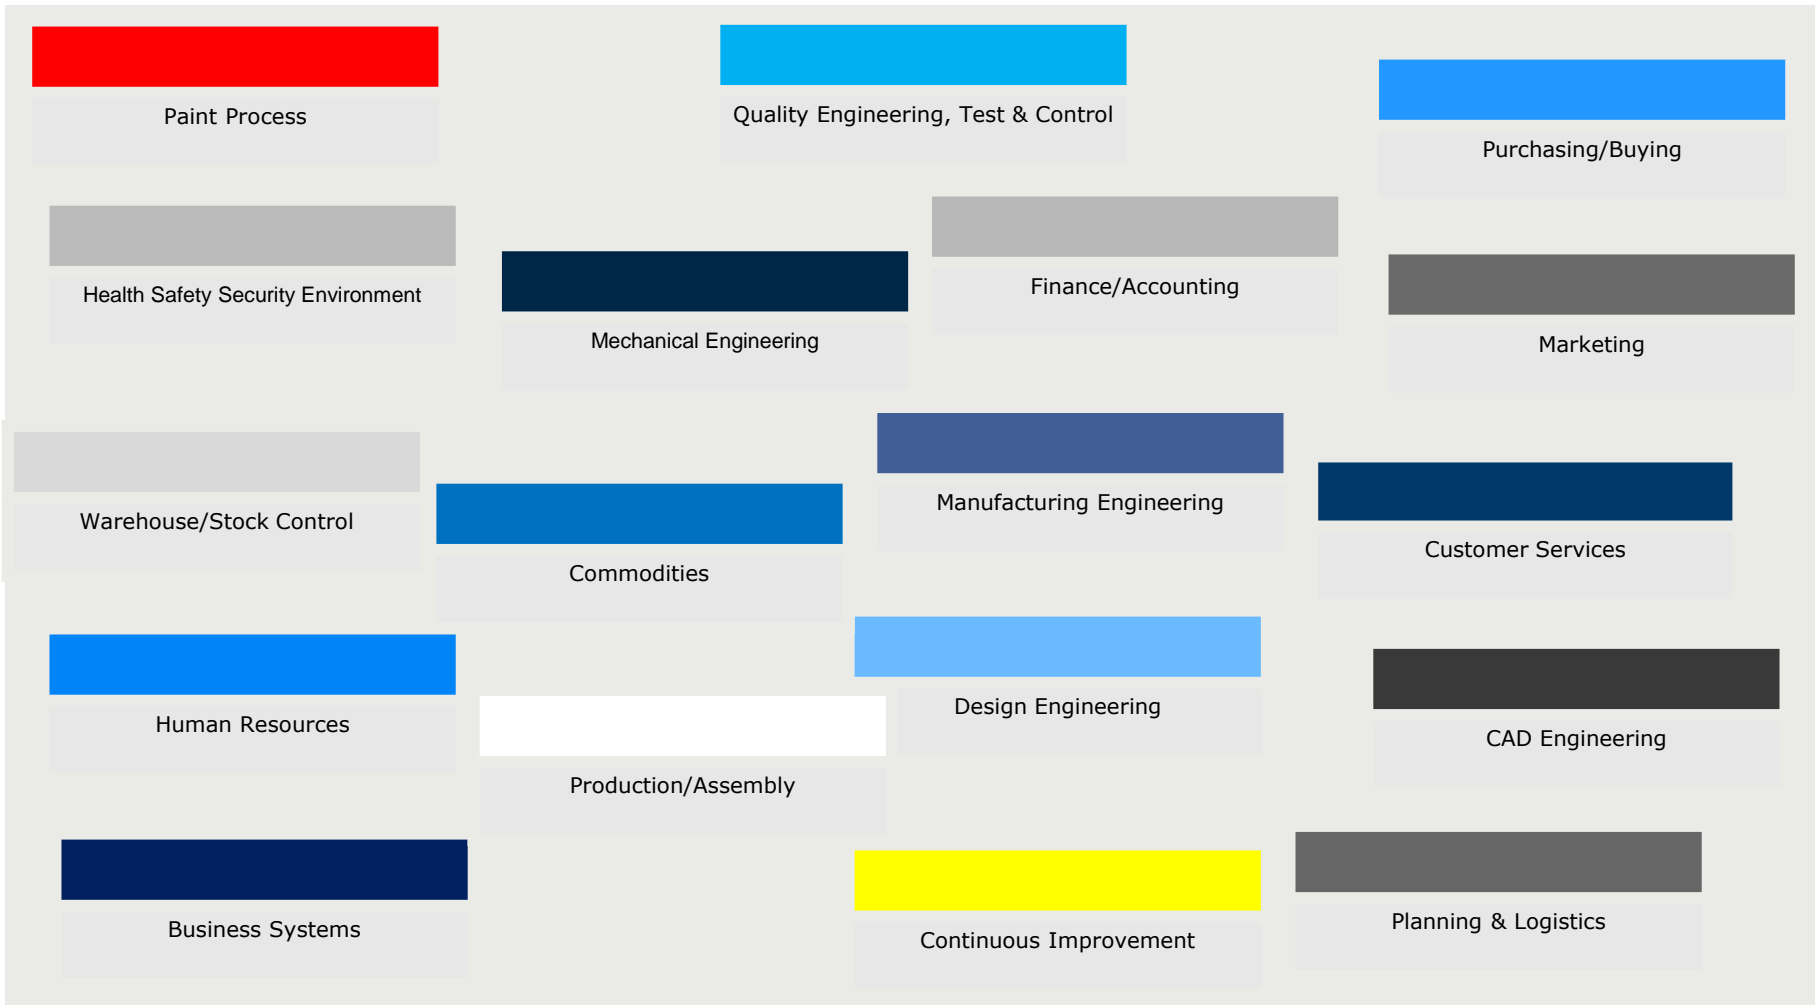 Paint Process
Quality Engineering, Test & Control
Purchasing/Buying
Health Safety Security Environment
Mechanical Engineering
Finance/Accounting
Marketing
Warehouse/Stock Control
Commodities
Manufacturing Engineering
Customer Services
Human Resources
Production/Assembly
Design Engineering
CAD Engineering
Business Systems
Continuous Improvement
Planning & Logistics